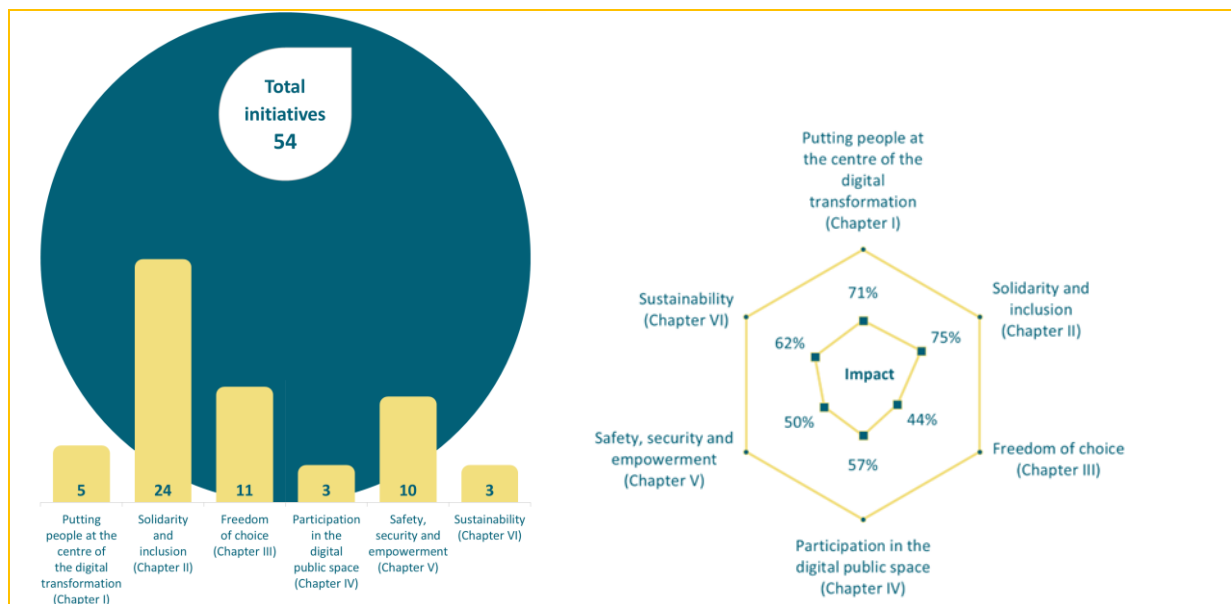 Total
initiatives
54
5
24
11
3
10
3
Putting
people at the
centre of
the digital
transformation
(Chapter I)
Solidarity
and
inclusion
(Chapter II)
Freedom
of choice
(Chapter III)
Participation
in the
digital
public space
(Chapter IV)
Safety,
security and
empowerment
(Chapter V)
Sustainability
(Chapter VI)
Putting people at
the centre of the
digital
transformation
(Chapter I)
71%
Solidarity and
inclusion
(Chapter II)
75%
Sustainability
(Chapter VI)
62%
Impact
44%
50%
57%
Safety, security and
empowerment
(Chapter V)
Freedom of choice
(Chapter III)
Participation in the
digital public space
(Chapter IV)